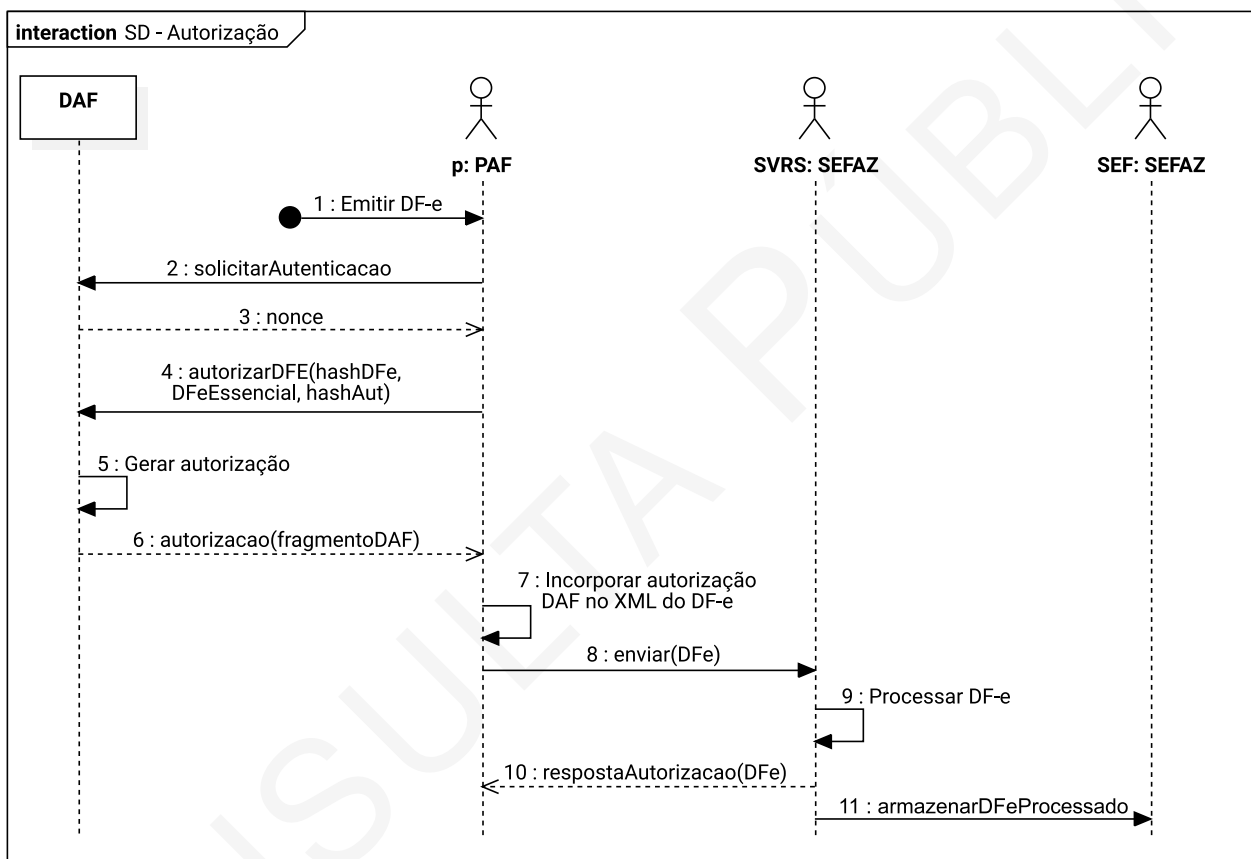 interaction SD - Autorização
DAF
p: PAF
SVRS: SEFAZ
SEF: SEFAZ
1 : Emitir DF-e
2 : solicitarAutenticacao
3 : nonce
4 : autorizarDFE(hashDFe,
DFeEssencial, hashAut)
5 : Gerar autorização
6 : autorizacao(fragmentoDAF)
7 : Incorporar autorização
DAF no XML do DF-e
8 : enviar(DFe)
9 : Processar DF-e
10 : respostaAutorizacao(DFe)
11 : armazenarDFeProcessado
SULTA PÚBLI